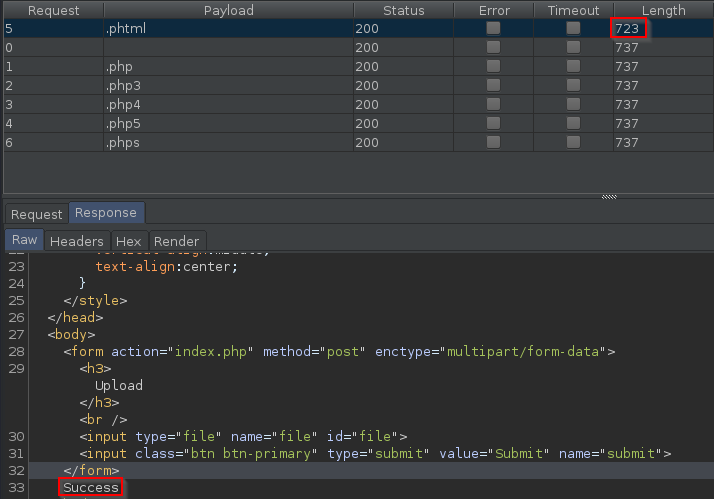 Request Payload Status Error Timeout Length
5 .phtml 200 723
0 200 737
1 .php 200 737
2 .php3 200 737
3 .php4 200 737
4 .php5 200 737
6 .phps 200 737
Request Response
Raw Headers Hex Render
23 text-align:center;
24 }
25 </style>
26 </head>
27 <body>
28 <form action="index.php" method="post" enctype="multipart/form-data">
29 <h3>
Upload
</h3>
<br />
30 <input type="file" name="file" id="file">
31 <input class="btn btn-primary" type="submit" value="Submit" name="submit">
32 </form>
33 Success